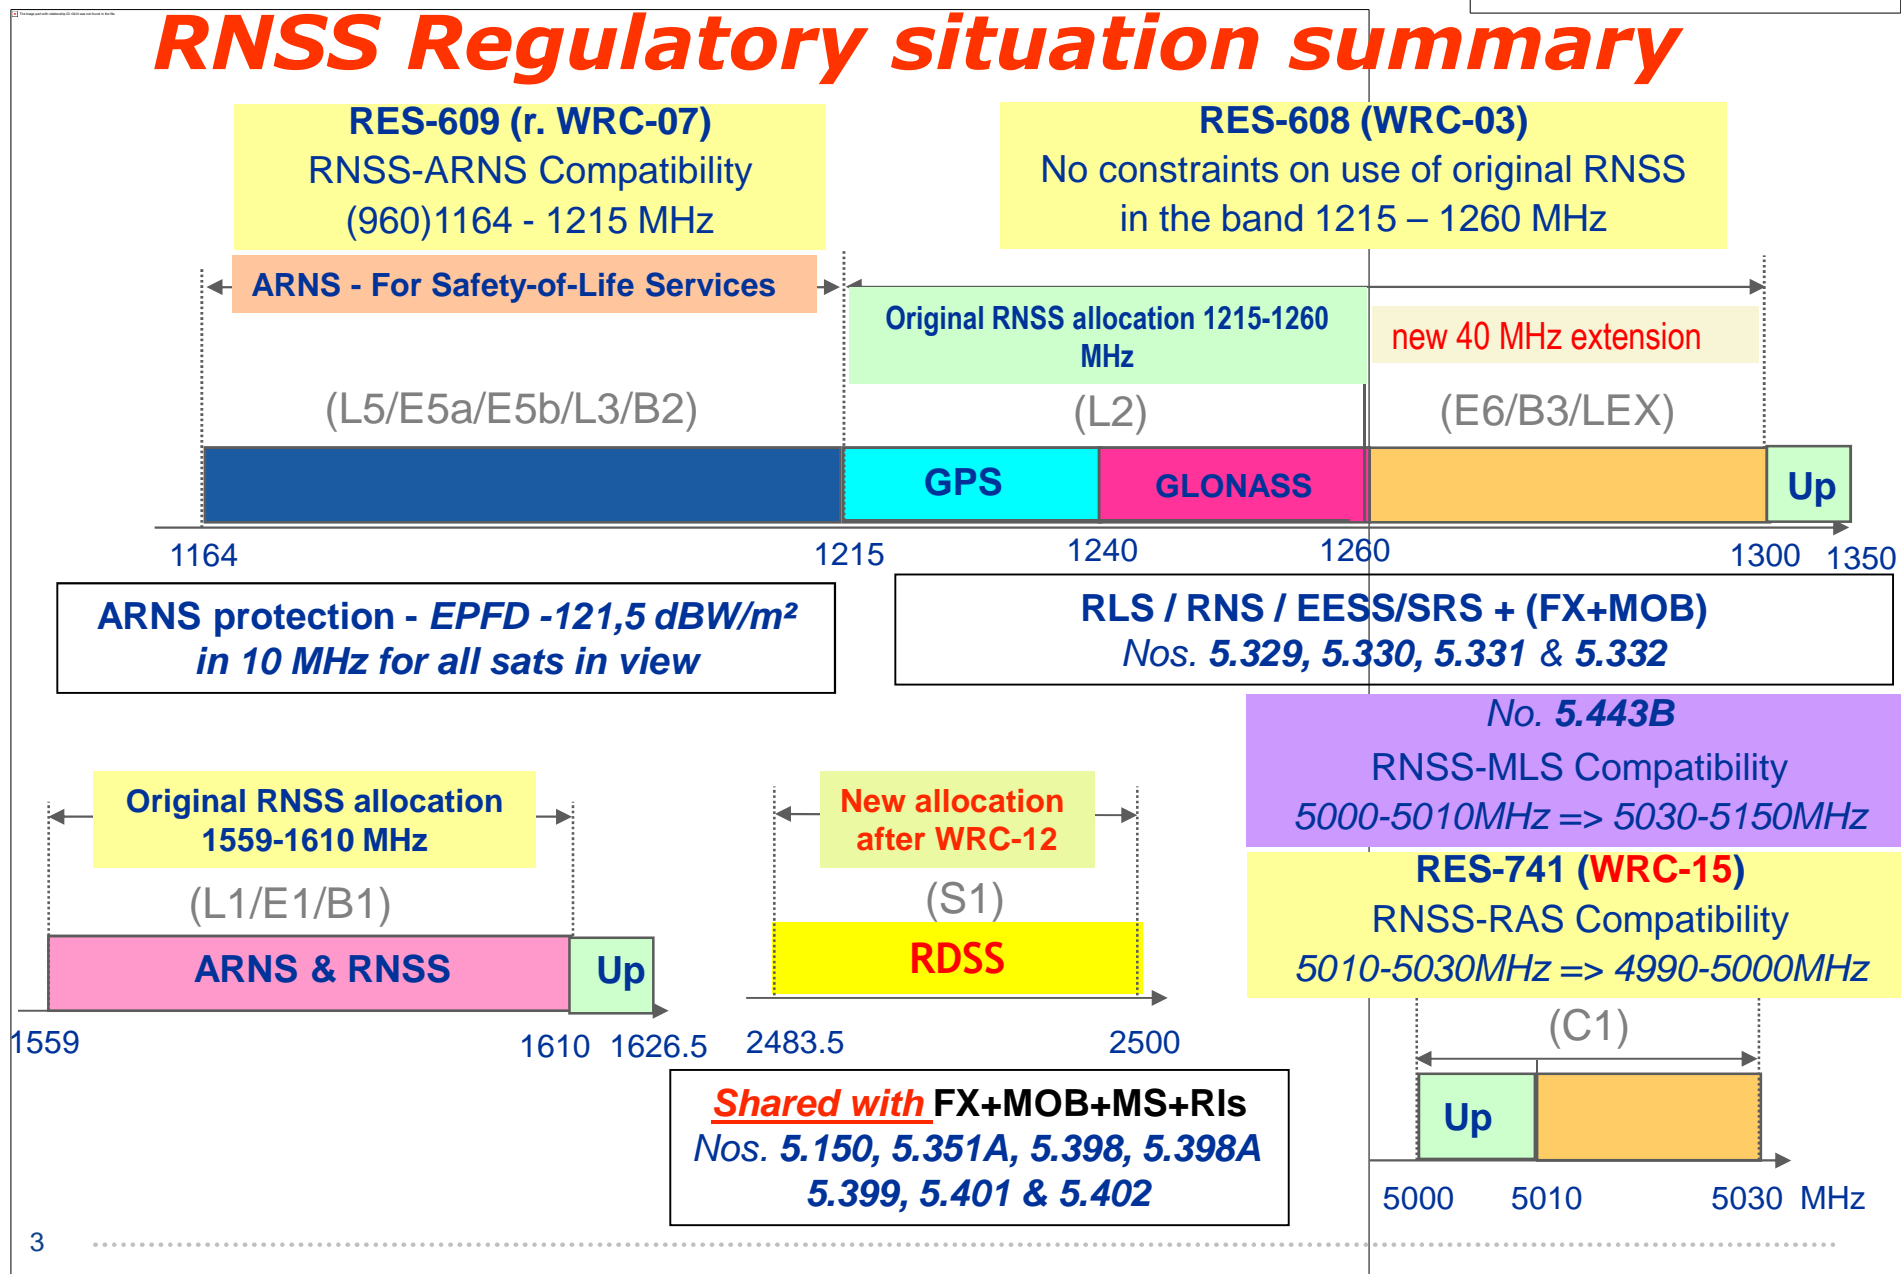 RNSS Regulatory situation summary
RES-609 (r. WRC-07)
RNSS-ARNS Compatibility
(960)1164 - 1215 MHz
RES-608 (WRC-03)
No constraints on use of original RNSS
in the band 1215 – 1260 MHz
ARNS - For Safety-of-Life Services
Original RNSS allocation 1215-1260
MHz
new 40 MHz extension
(L5/E5a/E5b/L3/B2)
(L2)
(E6/B3/LEX)
GPS
GLONASS
Up
1164
1215
1240
1260
1300
1350
ARNS protection - EPFD -121,5 dBW/m²
in 10 MHz for all sats in view
RLS / RNS / EESS/SRS + (FX+MOB)
Nos. 5.329, 5.330, 5.331 & 5.332
No. 5.443B
RNSS-MLS Compatibility
5000-5010MHz => 5030-5150MHz
Original RNSS allocation
1559-1610 MHz
New allocation
after WRC-12
RES-741 (WRC-15)
RNSS-RAS Compatibility
5010-5030MHz => 4990-5000MHz
(L1/E1/B1)
(S1)
ARNS & RNSS
Up
RDSS
1559
1610
1626.5
2483.5
2500
(C1)
Up
5000
5010
5030 MHz
Shared with FX+MOB+MS+Rls
Nos. 5.150, 5.351A, 5.398, 5.398A
5.399, 5.401 & 5.402
3